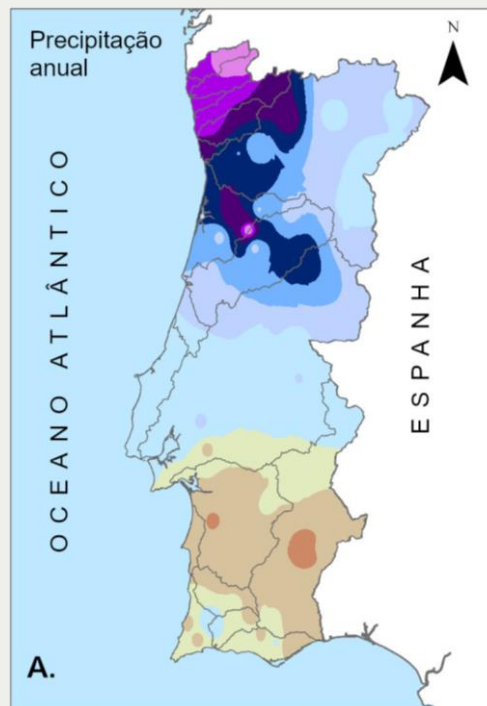 Precipitação
anual
N
OCEANO ATLÂNTICO
ESPANHA
A.